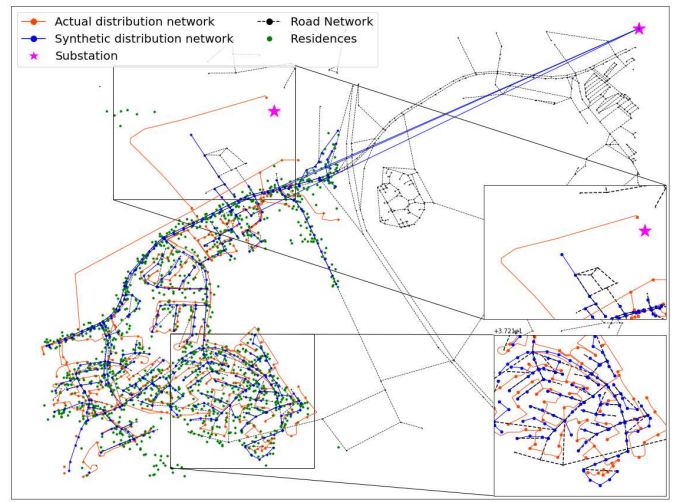 Actual distribution network
Synthetic distribution network
Substation
Road Network
Residences
+3.721e1